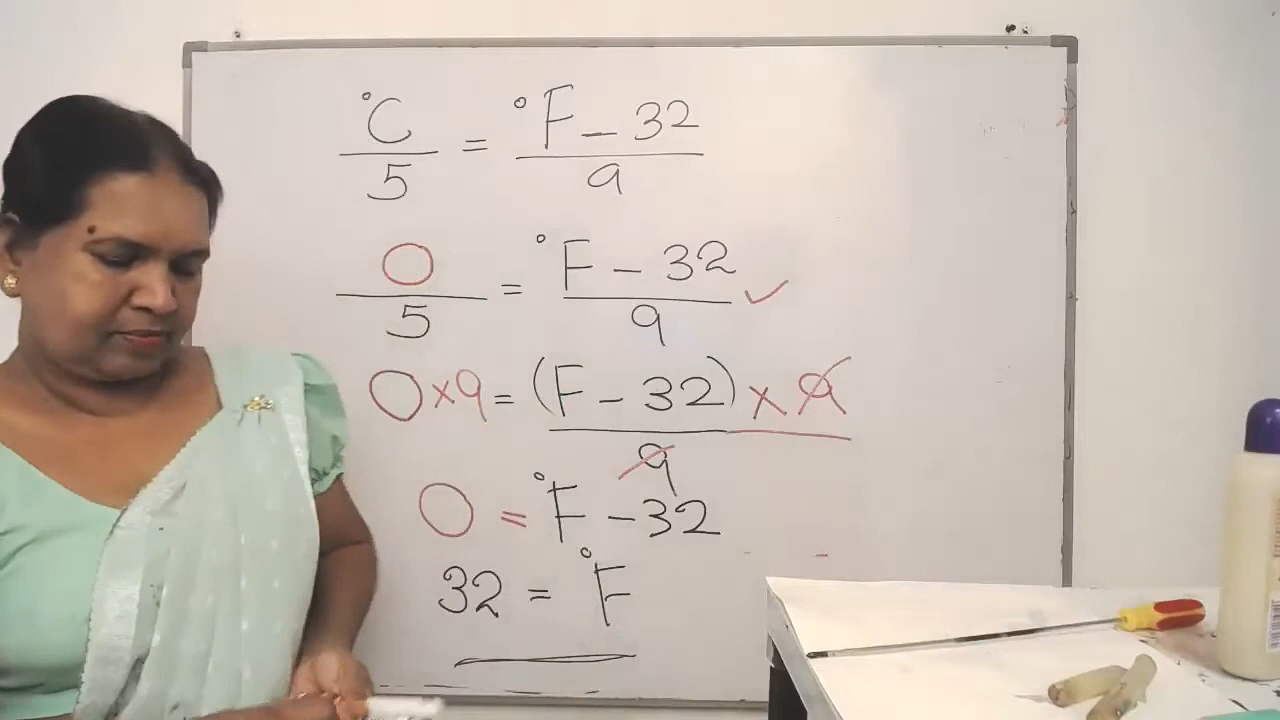 °C/5 = °F - 32/9
0/5 = °F - 32/9 ✓
0 × 9 = (F - 32) × 9/9
0 = °F - 32
32 = °F